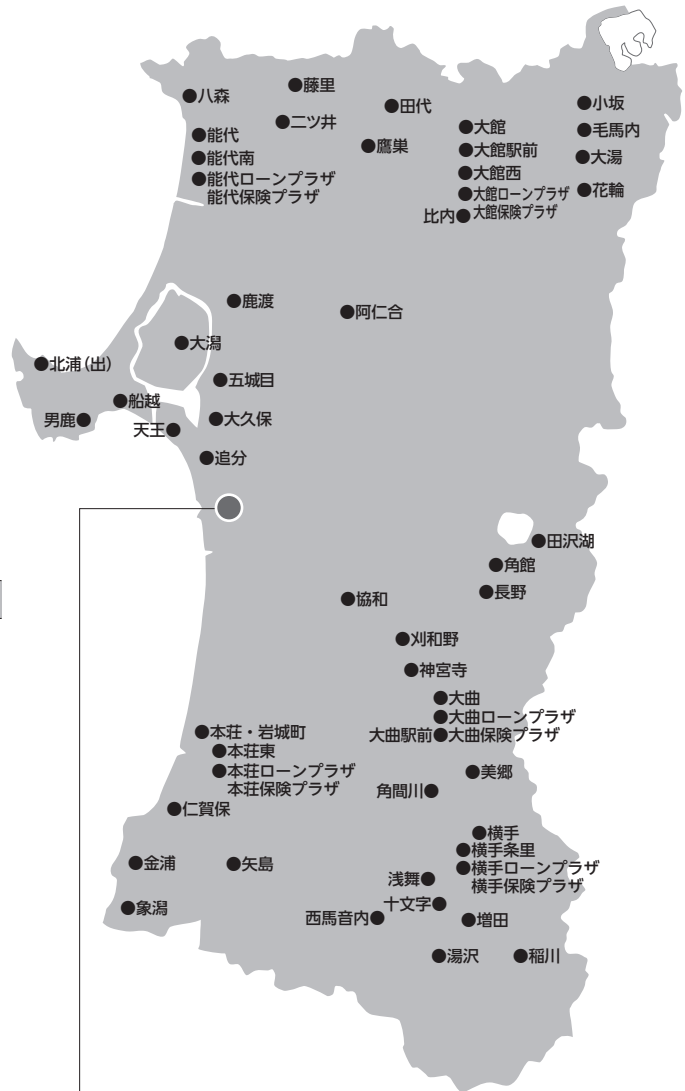 八森
藤里
田代
小坂
二ツ井
大館
毛馬内
能代
鷹巣
大館駅前
大湯
能代南
大館西
能代ローンプラザ
能代保険プラザ
大館ローンプラザ
大館保険プラザ
花輪
比内
鹿渡
阿仁合
大潟
北浦（出）
五城目
船越
男鹿
大久保
天王
追分
田沢湖
角館
長野
協和
刈和野
神宮寺
大曲
大曲ローンプラザ
大曲駅前
大曲保険プラザ
本荘・岩城町
本荘東
本荘ローンプラザ
本荘保険プラザ
美郷
角間川
仁賀保
横手
横手条里
横手ローンプラザ
横手保険プラザ
金浦
矢島
浅舞
十文字
象潟
西馬音内
増田
湯沢
稲川